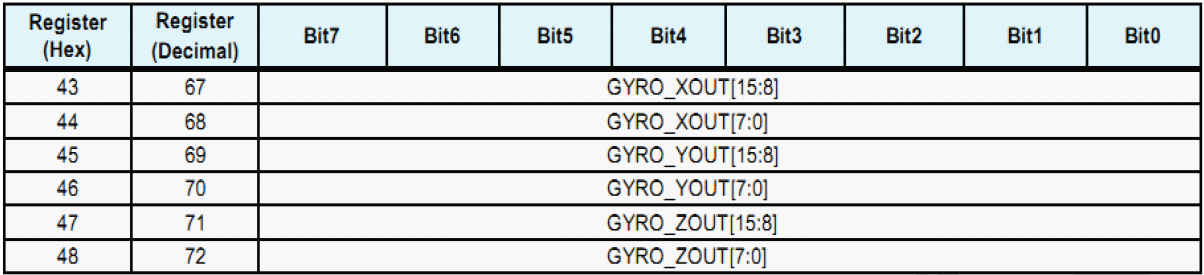 Register (Hex) Register (Decimal) Bit7 Bit6 Bit5 Bit4 Bit3 Bit2 Bit1 Bit0
43 67 GYRO_XOUT[15:8]
44 68 GYRO_XOUT[7:0]
45 69 GYRO_YOUT[15:8]
46 70 GYRO_YOUT[7:0]
47 71 GYRO_ZOUT[15:8]
48 72 GYRO_ZOUT[7:0]